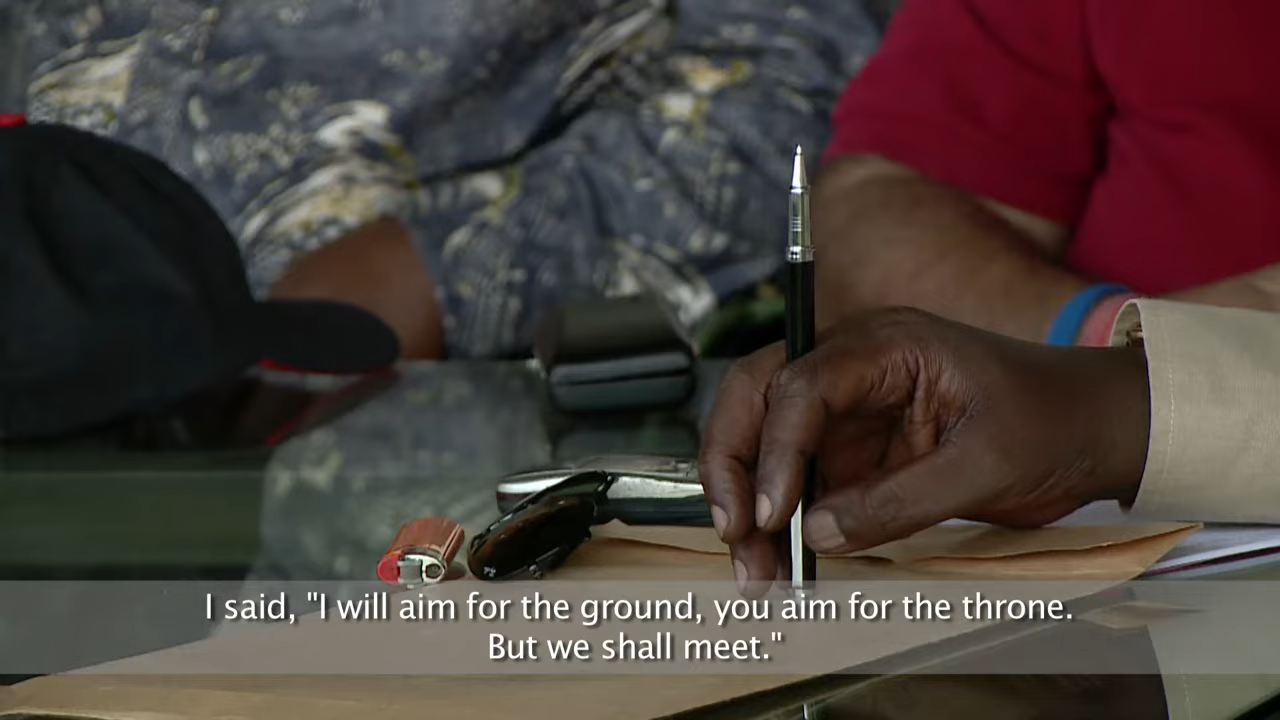 I said, "I will aim for the ground, you aim for the throne.
But we shall meet."